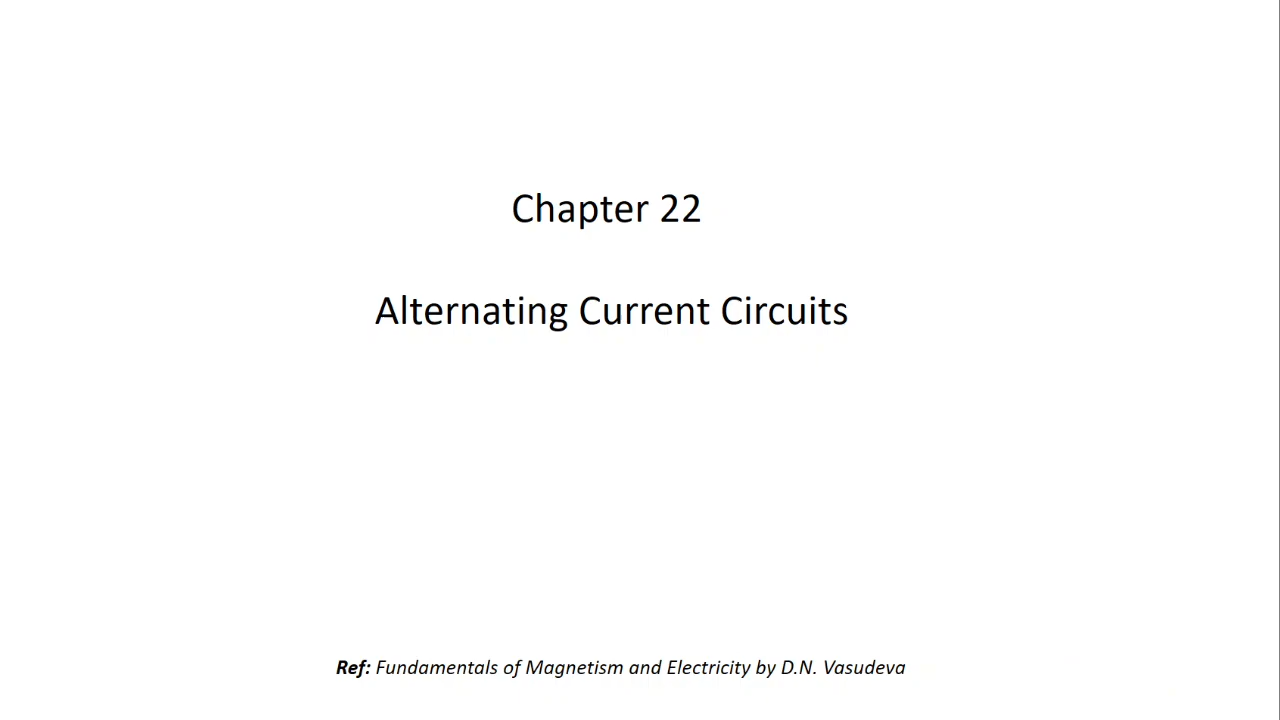 Chapter 22
Alternating Current Circuits
Ref: Fundamentals of Magnetism and Electricity by D.N. Vasudeva